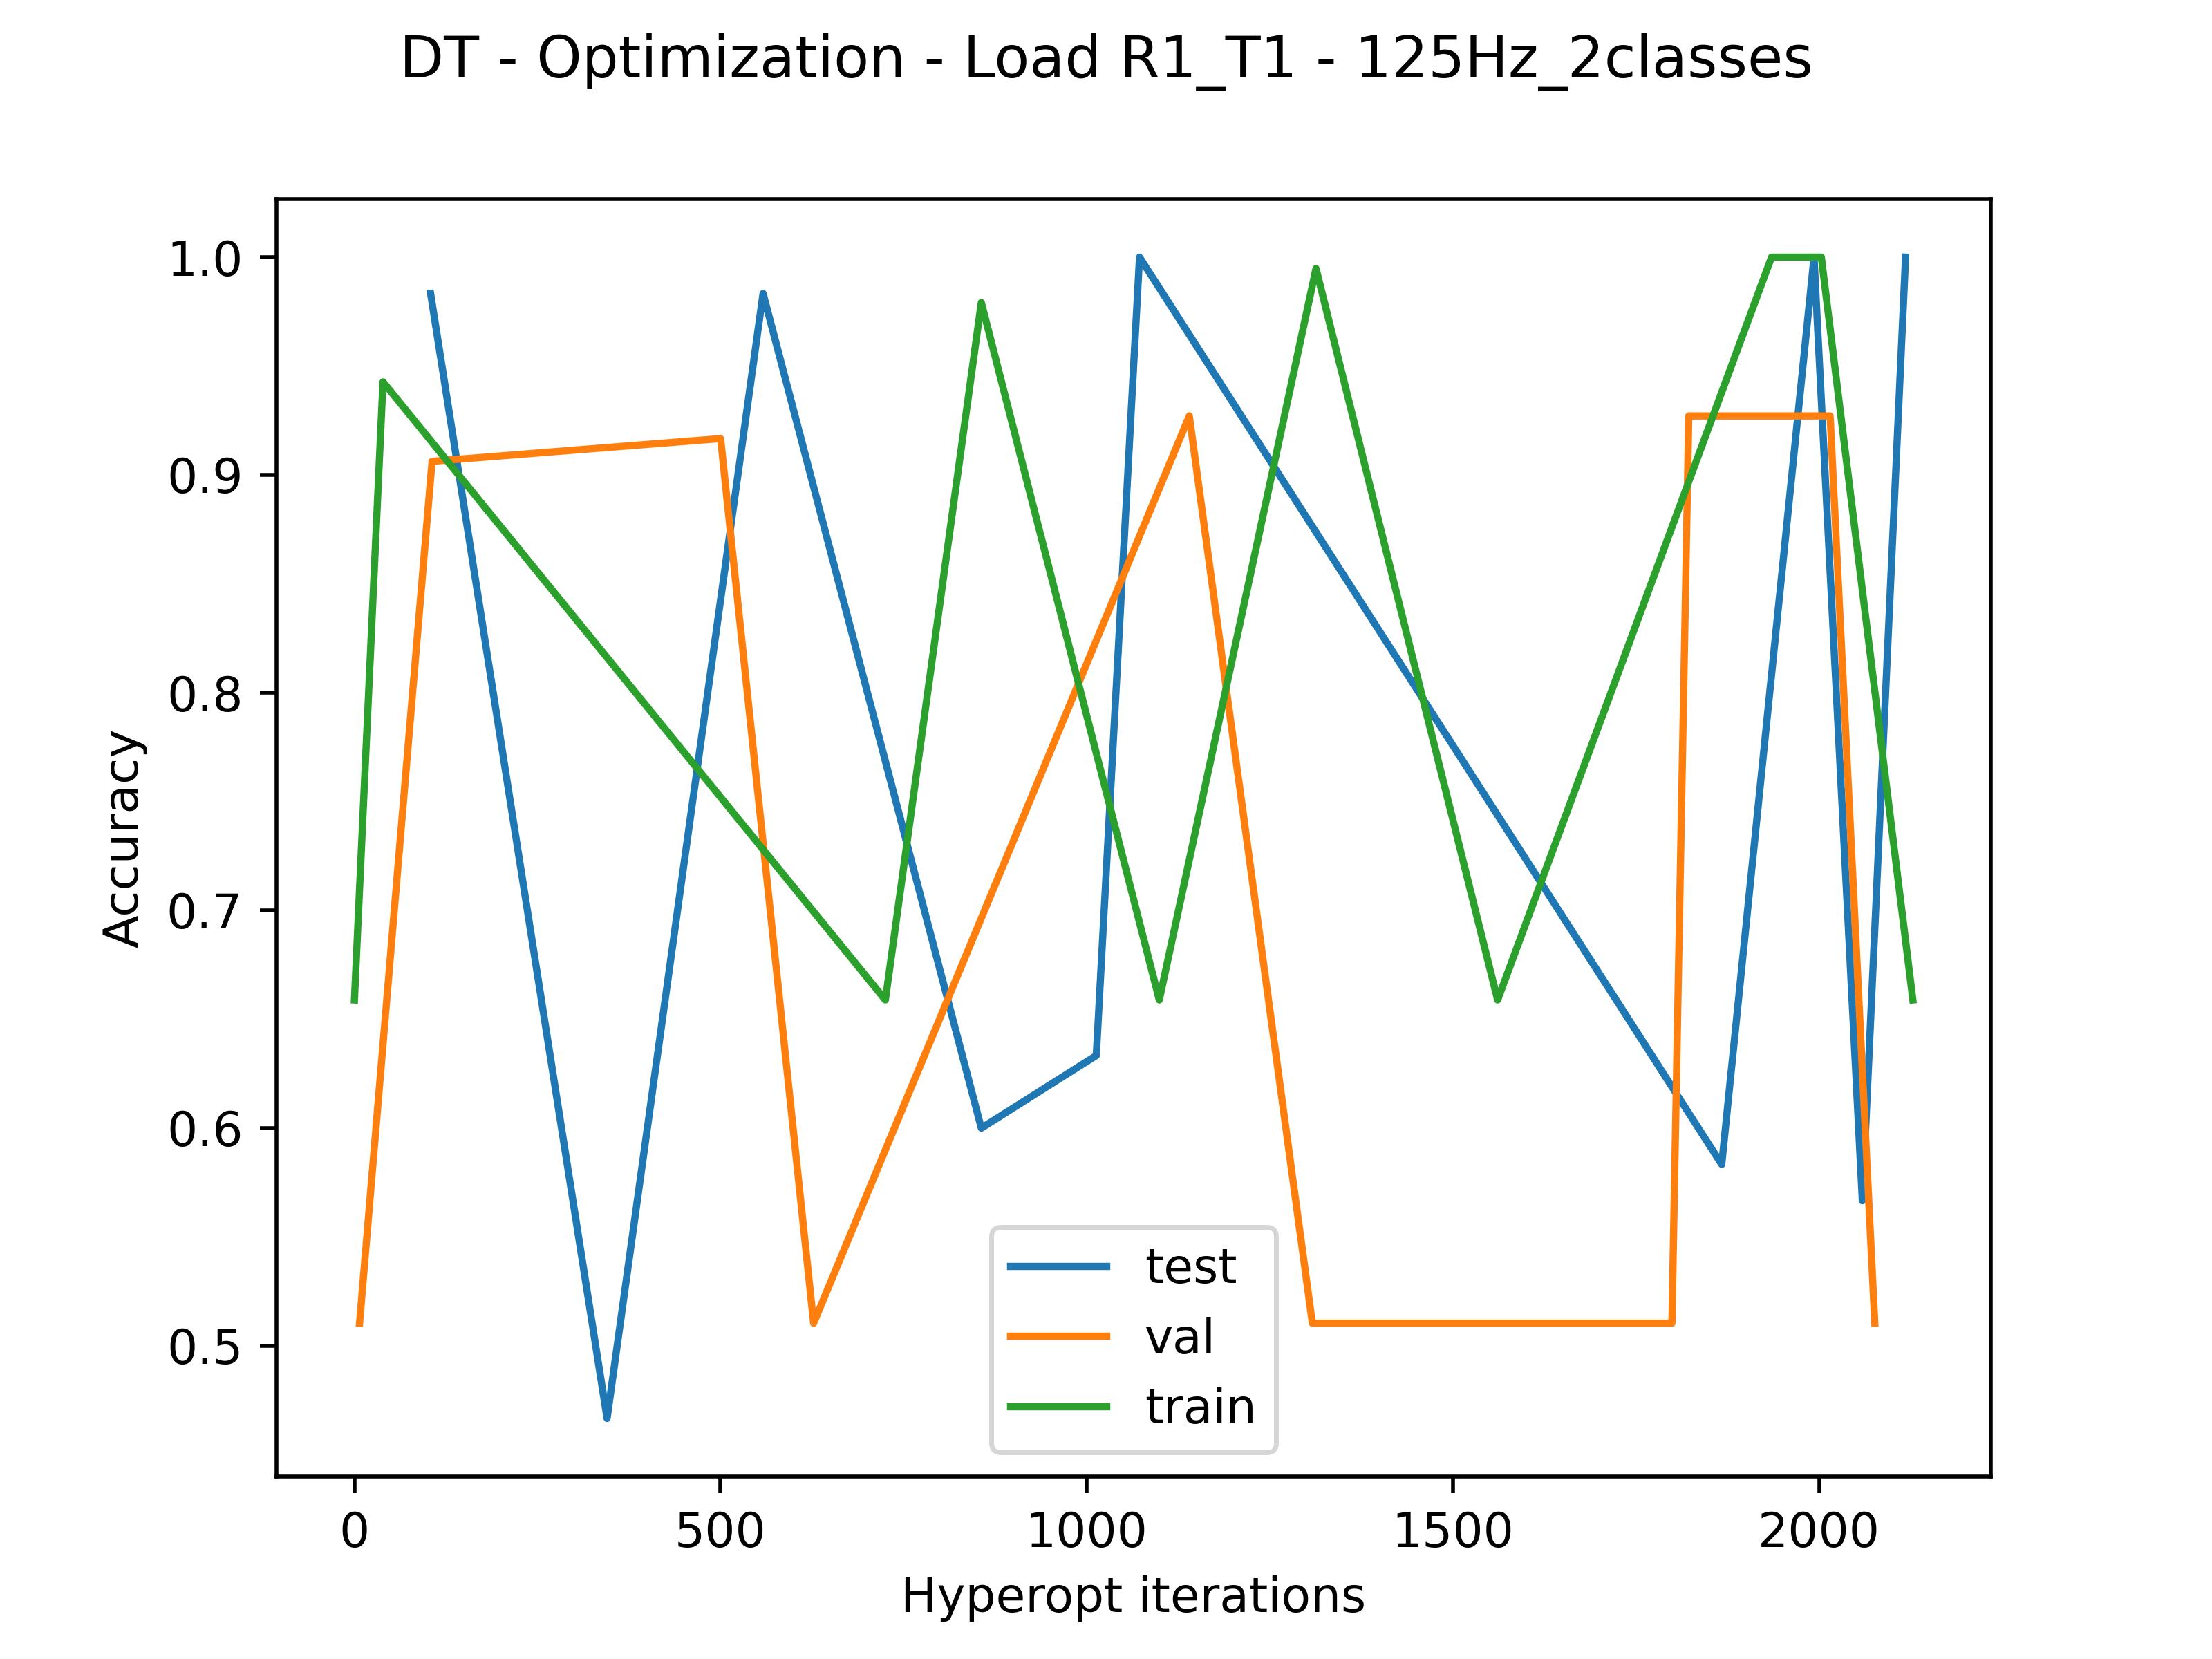 DT - Optimization - Load R1_T1 - 125Hz_2classes
1.0
0.9
0.8
0.7
0.6
0.5
Accuracy
test
val
train
0 500 1000 1500 2000
Hyperopt iterations